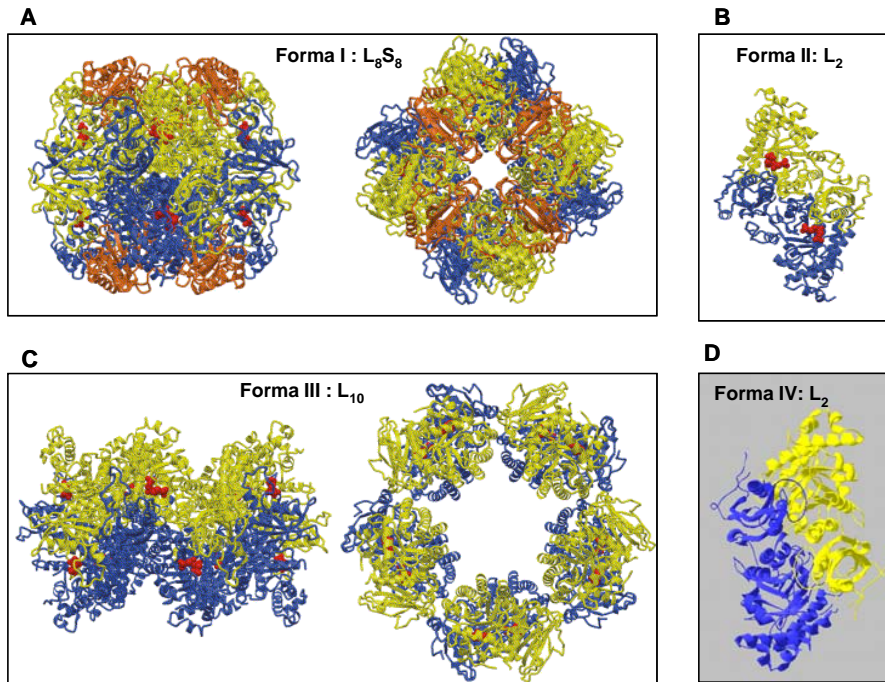 A
Forma I : L₈S₈
B
Forma II: L₂
C
Forma III : L₁₀
D
Forma IV: L₂